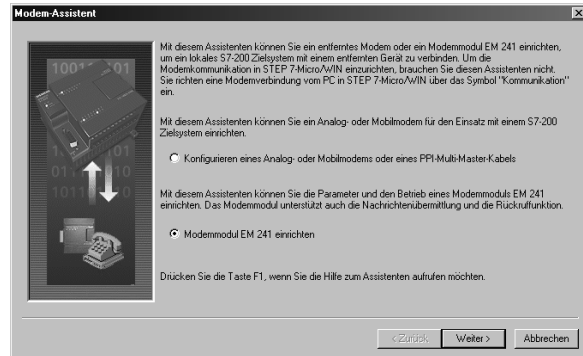 Modem-Assistent
Mit diesem Assistenten können Sie ein entferntes Modem oder ein Modemmodul EM 241 einrichten,
um ein lokales S7-200 Zielsystem mit einem entfernten Gerät zu verbinden. Um die
Modemkommunikation in STEP 7-Micro/WIN einzurichten, brauchen Sie diesen Assistenten nicht.
Sie richten eine Modemverbindung vom PC in STEP 7-Micro/WIN über das Symbol "Kommunikation"
ein.
Mit diesem Assistenten können Sie ein Analog- oder Mobilmodem für den Einsatz mit einem S7-200
Zielsystem einrichten.
Konfigurieren eines Analog- oder Mobilmodems oder eines PPI-Multi-Master-Kabels
Mit diesem Assistenten können Sie die Parameter und den Betrieb eines Modemmoduls EM 241
einrichten. Das Modemmodul unterstützt auch die Nachrichtenübermittlung und die Rückruffunktion.
Modemmodul EM 241 einrichten
Drücken Sie die Taste F1, wenn Sie die Hilfe zum Assistenten aufrufen möchten.
< Zurück Weiter > Abbrechen